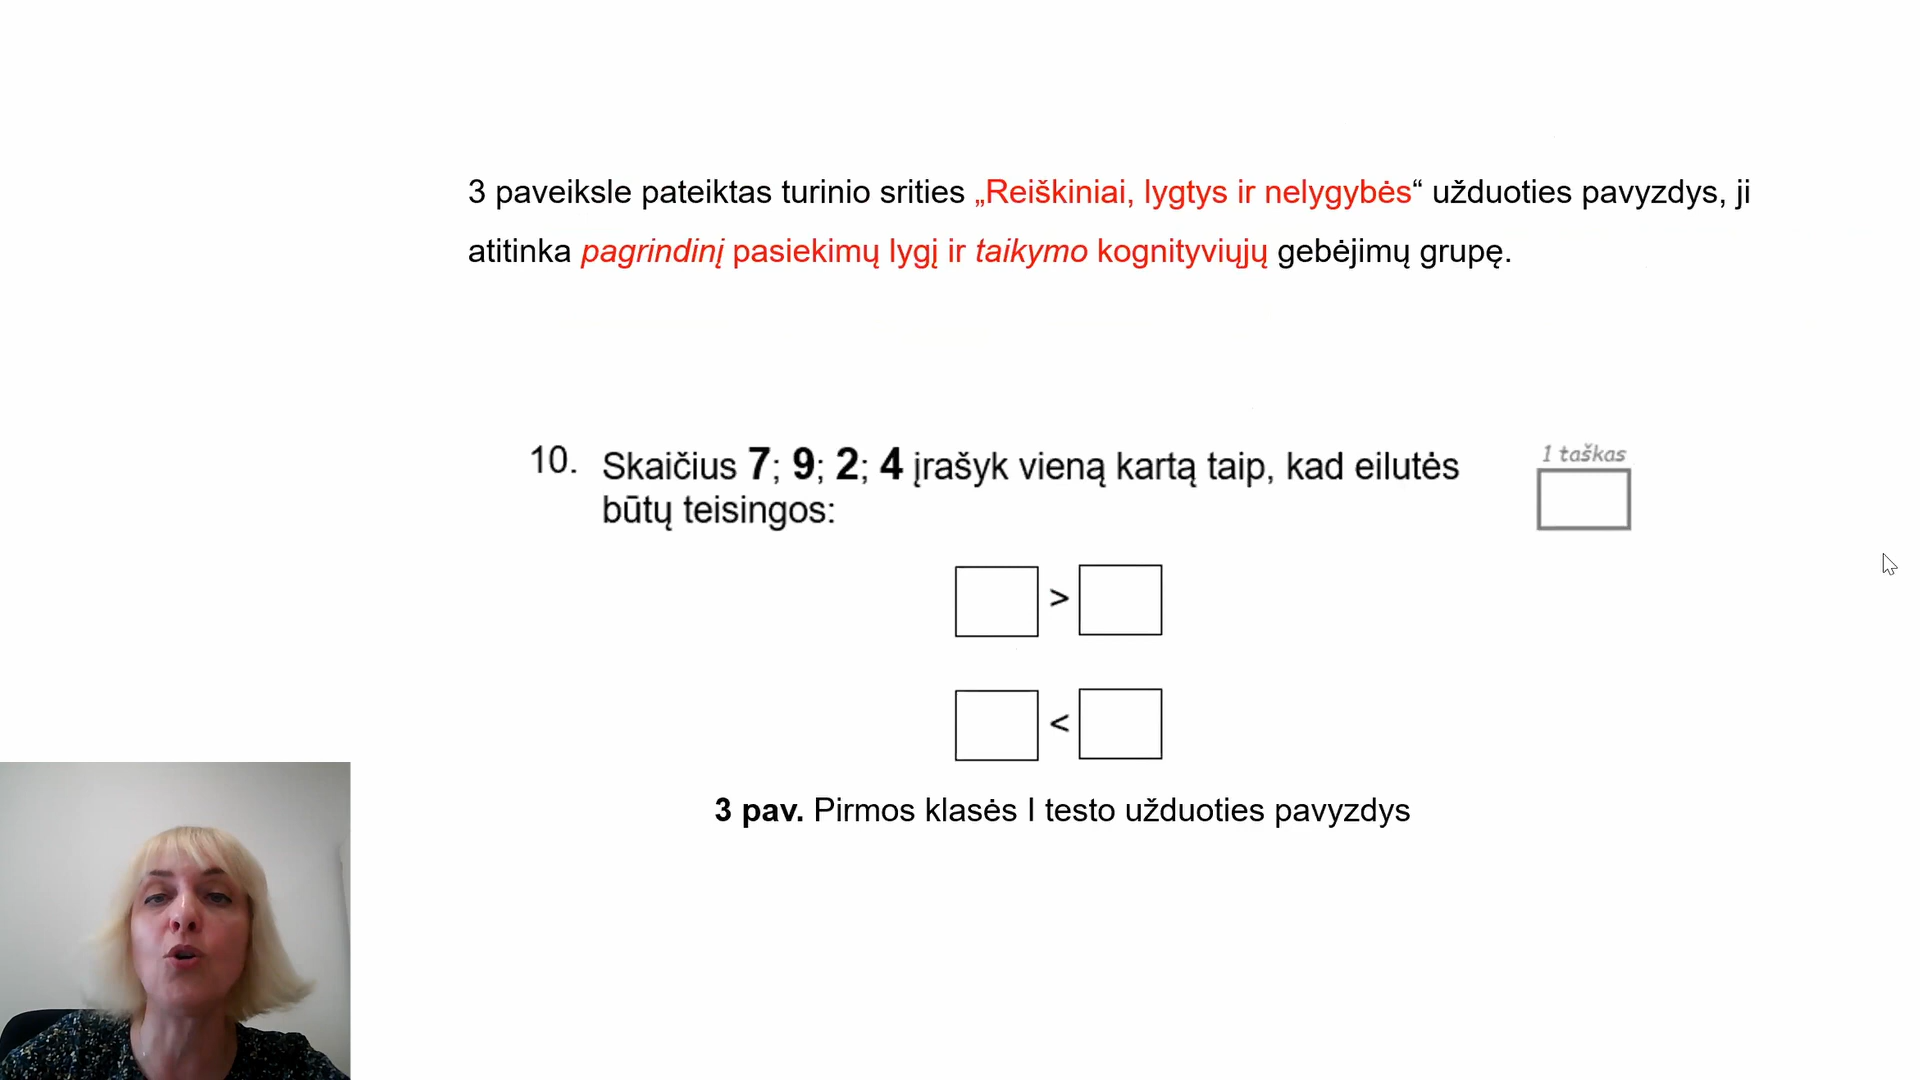 3 paveiksle pateiktas turinio srities „Reiškiniai, lygtys ir nelygybės“ užduoties pavyzdys, ji
atitinka pagrindinį pasiekimų lygį ir taikymo kognityviųjų gebėjimų grupę.
10. Skaičius 7; 9; 2; 4 įrašyk vieną kartą taip, kad eilutės
būtų teisingos:
1 taškas
>
<
3 pav. Pirmos klasės I testo užduoties pavyzdys